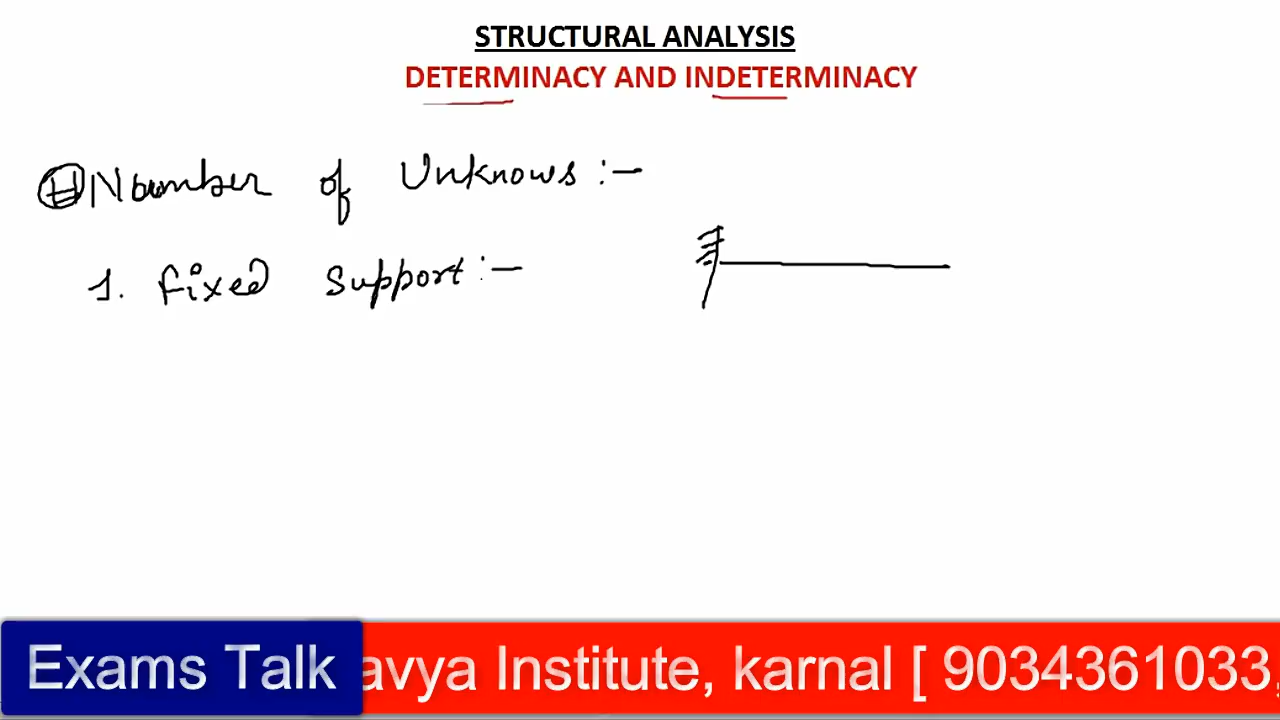 STRUCTURAL ANALYSIS
DETERMINACY AND INDETERMINACY
Number of Unknows :-
1. Fixed Support :-
Exams Talk
avya Institute, karnal [ 9034361033,